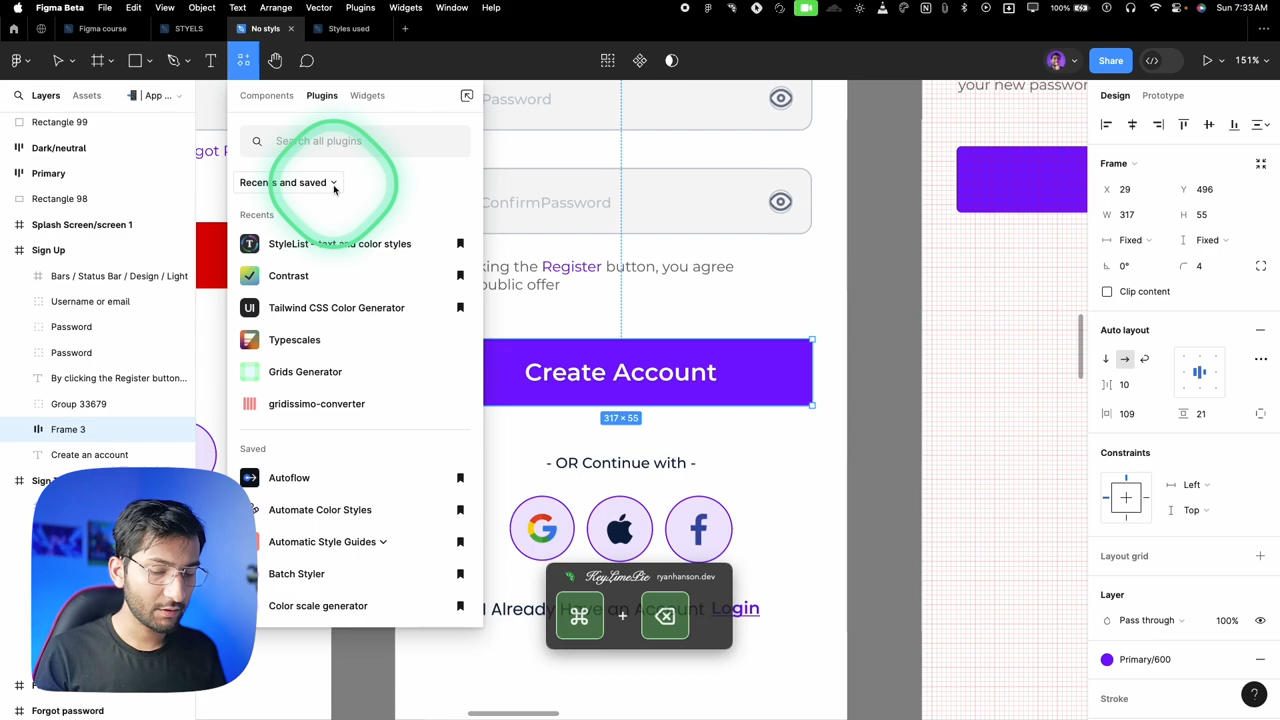 Figma Beta File Edit View Object Text Arrange Vector Plugins Widgets Window Help 100% Sun 7:33 AM
Figma course STYELS No styls Styles used
Share 151%
Layers Assets App ...
Rectangle 99
Dark/neutral
Primary
Rectangle 98
Splash Screen/screen 1
Sign Up
Bars / Status Bar / Design / Light
Username or email
Password
Password
By clicking the Register button...
Group 33679
Frame 3
Create an account
Forgot password
Components Plugins Widgets
Search all plugins
Recents and saved
Recents
StyleList - text and color styles
Contrast
Tailwind CSS Color Generator
Typescales
Grids Generator
gridissimo-converter
Saved
Autoflow
Automate Color Styles
Automatic Style Guides
Batch Styler
Color scale generator
Password
ConfirmPassword
king the Register button, you agree
public offer
Create Account
317 × 55
- OR Continue with -
I Already Have an Account Login
KeyLimePie ryanhanson.dev
⌘ + ⌫
your new passwor
Design Prototype
Frame
X 29 Y 496
W 317 H 55
Fixed Fixed
0° 4
Clip content
Auto layout
10
109 21
Constraints
Left
Top
Layout grid
Layer
Pass through 100%
Primary/600
Stroke
?